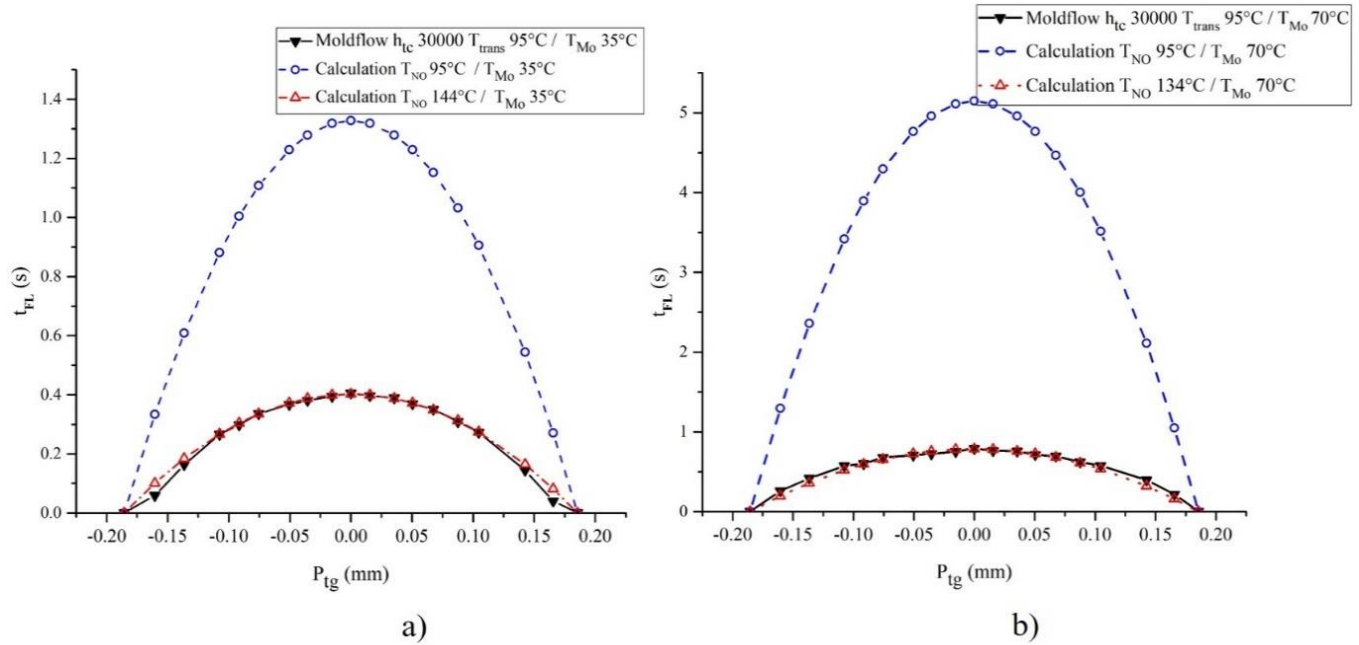 Moldflow htc 30000 Ttrans 95°C / TMo 35°C
Calculation TNO 95°C / TMo 35°C
Calculation TNO 144°C / TMo 35°C
1.4
1.2
1.0
0.8
0.6
0.4
0.2
0.0
tFL (s)
-0.20 -0.15 -0.10 -0.05 0.00 0.05 0.10 0.15 0.20
Ptg (mm)
a)
Moldflow htc 30000 Ttrans 95°C / TMo 70°C
Calculation TNO 95°C / TMo 70°C
Calculation TNO 134°C / TMo 70°C
5
4
3
2
1
0
tFL (s)
-0.20 -0.15 -0.10 -0.05 0.00 0.05 0.10 0.15 0.20
Ptg (mm)
b)